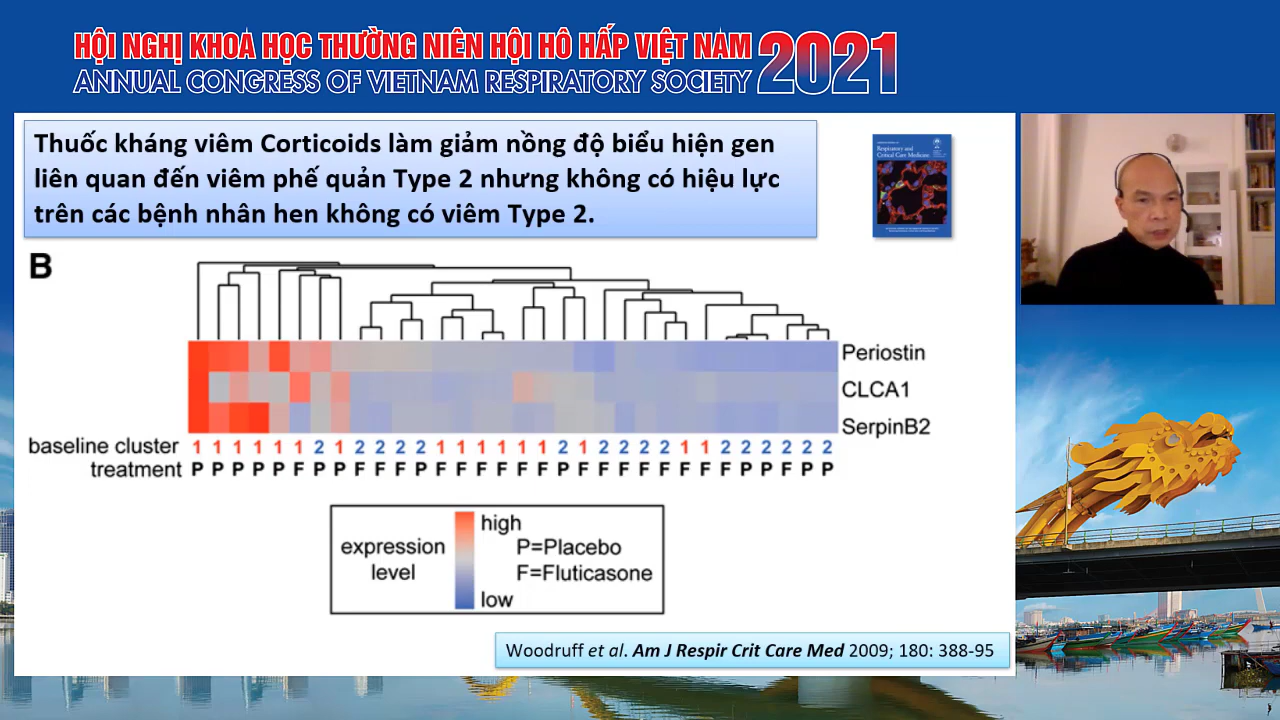 HỘI NGHỊ KHOA HỌC THƯỜNG NIÊN HỘI HÔ HẤP VIỆT NAM
ANNUAL CONGRESS OF VIETNAM RESPIRATORY SOCIETY
2021
Thuốc kháng viêm Corticoids làm giảm nồng độ biểu hiện gen
liên quan đến viêm phế quản Type 2 nhưng không có hiệu lực
trên các bệnh nhân hen không có viêm Type 2.
Respiratory and
Critical Care Medicine
B
Periostin
CLCA1
SerpinB2
baseline cluster 1 1 1 1 1 1 2 1 2 2 2 2 1 1 1 1 1 1 2 1 2 2 2 2 1 1 2 2 2 2 2 2
treatment P P P P P F P P F F F P F F F F F F P F F F F F F F F P P F P P
expression
level
high
P=Placebo
F=Fluticasone
low
Woodruff et al. Am J Respir Crit Care Med 2009; 180: 388-95